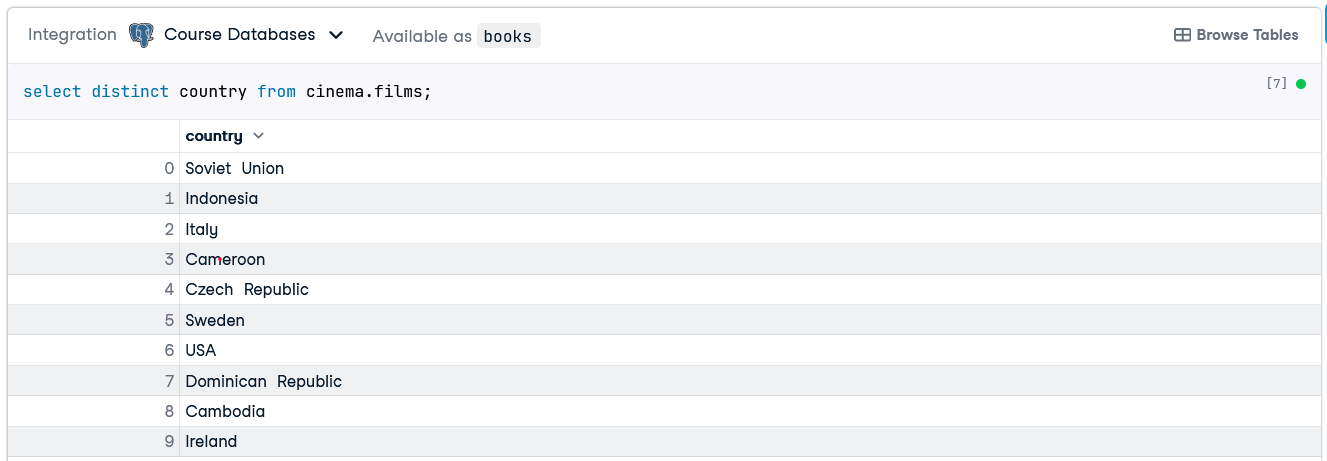 Integration Course Databases Available as books Browse Tables
select distinct country from cinema.films; [7]
country
0 Soviet Union
1 Indonesia
2 Italy
3 Cameroon
4 Czech Republic
5 Sweden
6 USA
7 Dominican Republic
8 Cambodia
9 Ireland